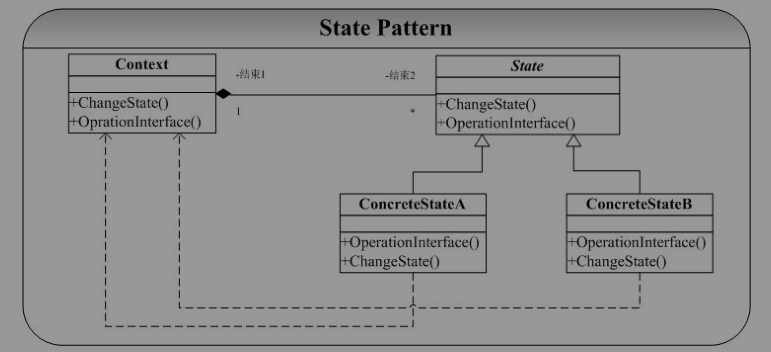 State Pattern
Context
-结束1
-结束2
State
+ChangeState()
+OprationInterface()
1
*
+ChangeState()
+OperationInterface()
ConcreteStateA
+OperationInterface()
+ChangeState()
ConcreteStateB
+OperationInterface()
+ChangeState()